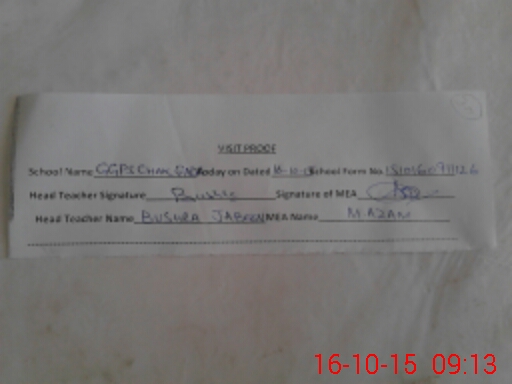 VISIT PROOF
School Name GGPS CHAK Today on Dated 16-10-15 School Form No.
Head Teacher Signature Bushra Signature of MEA
Head Teacher Name BUSHRA JABEEN MEA Name M.AZAM
16-10-15 09:13